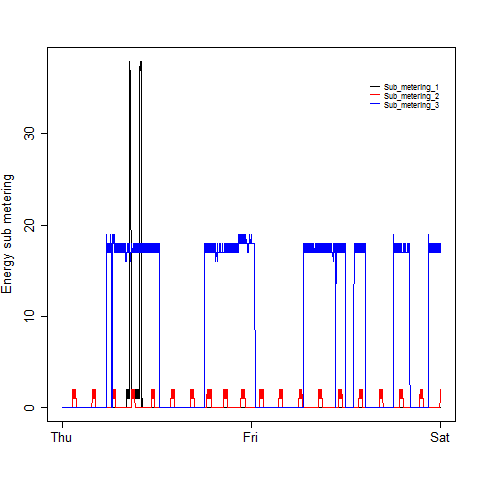 Sub_metering_1
Sub_metering_2
Sub_metering_3
Energy sub metering
30
20
10
0
Thu
Fri
Sat